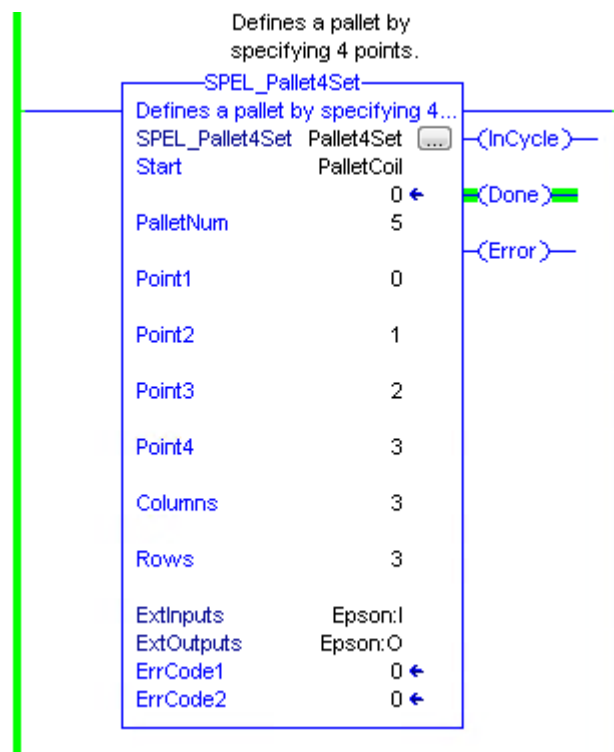 Defines a pallet by
specifying 4 points.
SPEL_Pallet4Set
Defines a pallet by specifying 4...
SPEL_Pallet4Set Pallet4Set ... (InCycle)
Start PalletCoil
0 (Done)
PalletNum 5
(Error)
Point1 0
Point2 1
Point3 2
Point4 3
Columns 3
Rows 3
ExtInputs Epson:I
ExtOutputs Epson:O
ErrCode1 0
ErrCode2 0